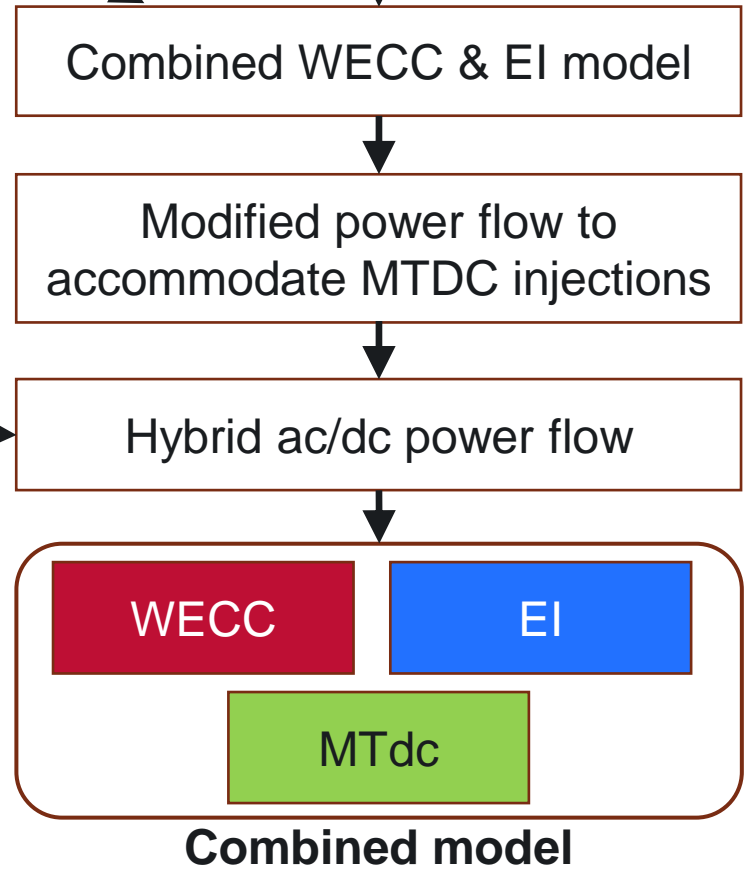 Combined WECC & EI model
Modified power flow to
accommodate MTDC injections
Hybrid ac/dc power flow
WECC
EI
MTdc
Combined model